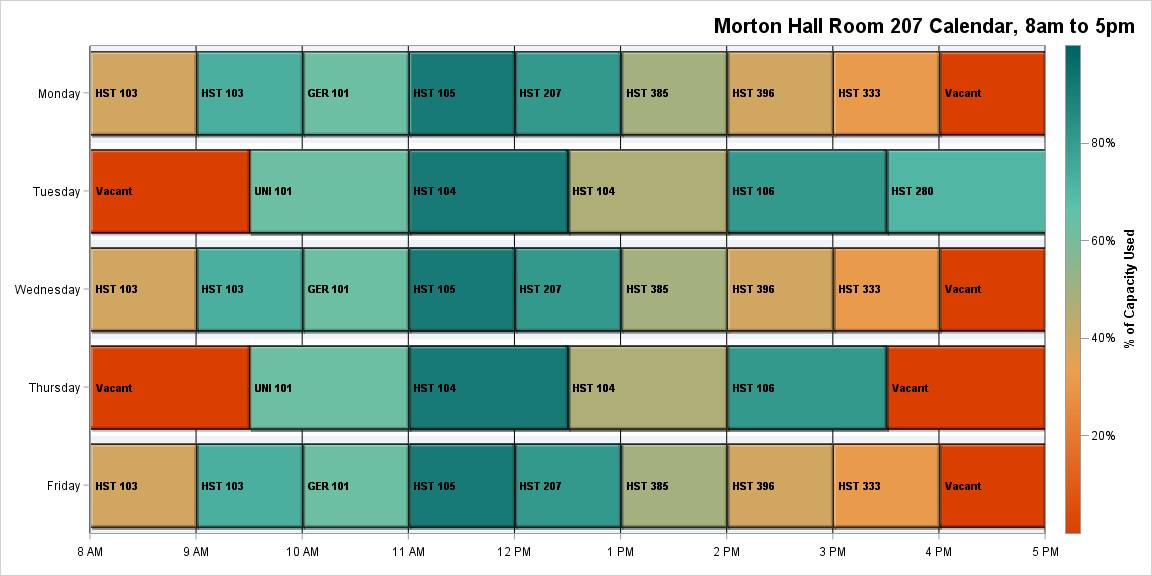 Morton Hall Room 207 Calendar, 8am to 5pm
Monday HST 103 HST 103 GER 101 HST 105 HST 207 HST 385 HST 396 HST 333 Vacant
80%
Tuesday Vacant UNI 101 HST 104 HST 104 HST 106 HST 280
60%
Wednesday HST 103 HST 103 GER 101 HST 105 HST 207 HST 385 HST 396 HST 333 Vacant
% of Capacity Used
40%
Thursday Vacant UNI 101 HST 104 HST 104 HST 106 Vacant
20%
Friday HST 103 HST 103 GER 101 HST 105 HST 207 HST 385 HST 396 HST 333 Vacant
8 AM 9 AM 10 AM 11 AM 12 PM 1 PM 2 PM 3 PM 4 PM 5 PM